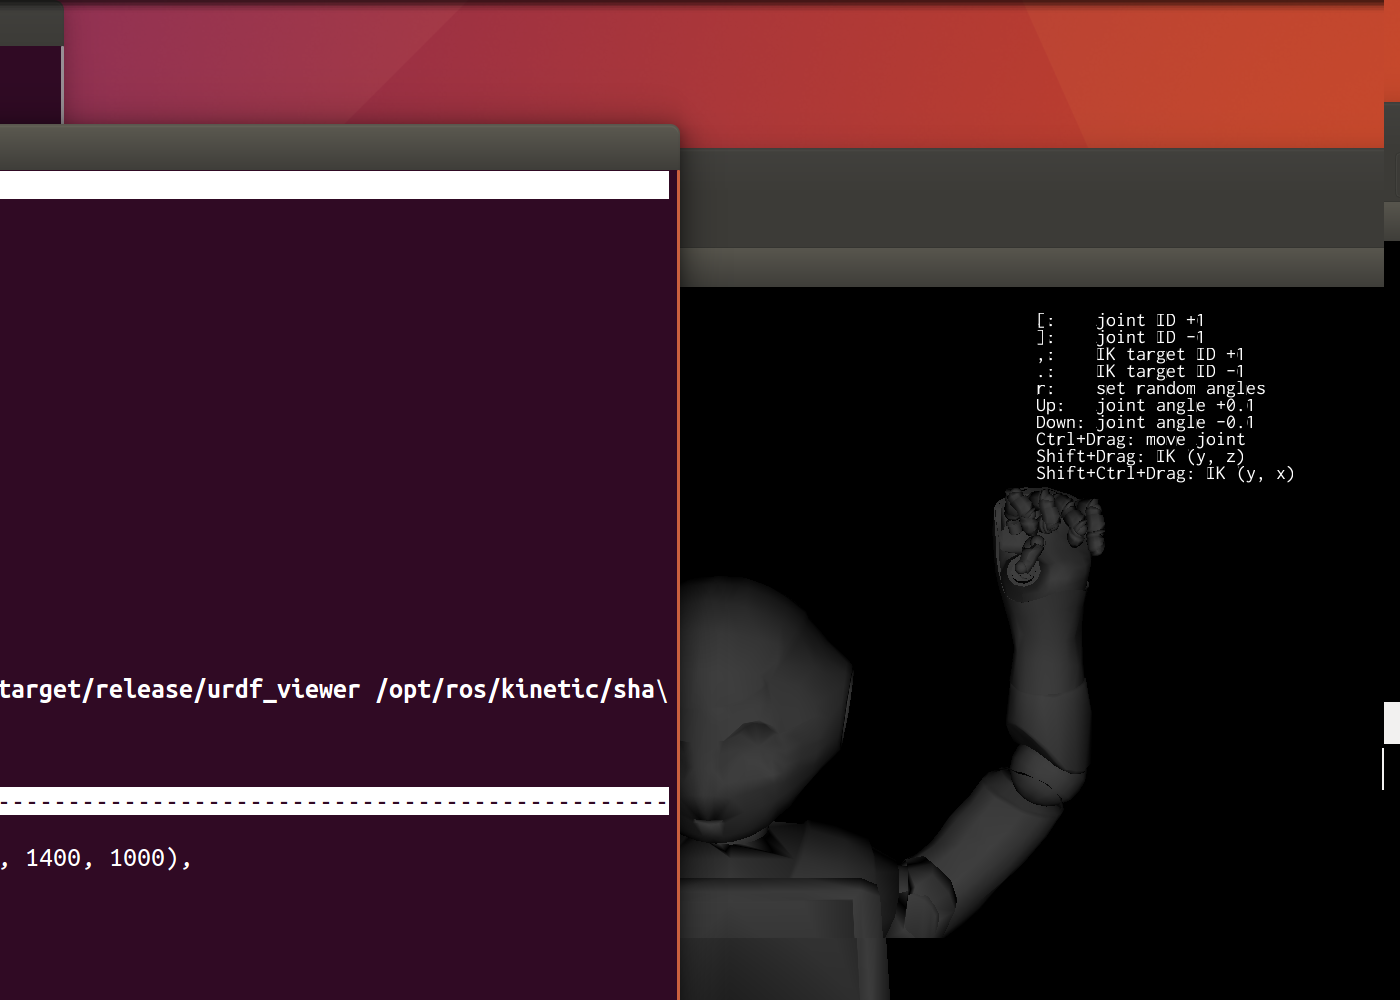 [:    joint ID +1
]:    joint ID -1
,:    IK target ID +1
.:    IK target ID -1
r:    set random angles
Up:   joint angle +0.1
Down: joint angle -0.1
Ctrl+Drag: move joint
Shift+Drag: IK (y, z)
Shift+Ctrl+Drag: IK (y, x)
target/release/urdf_viewer /opt/ros/kinetic/sha\
------------------------------------------------
, 1400, 1000),